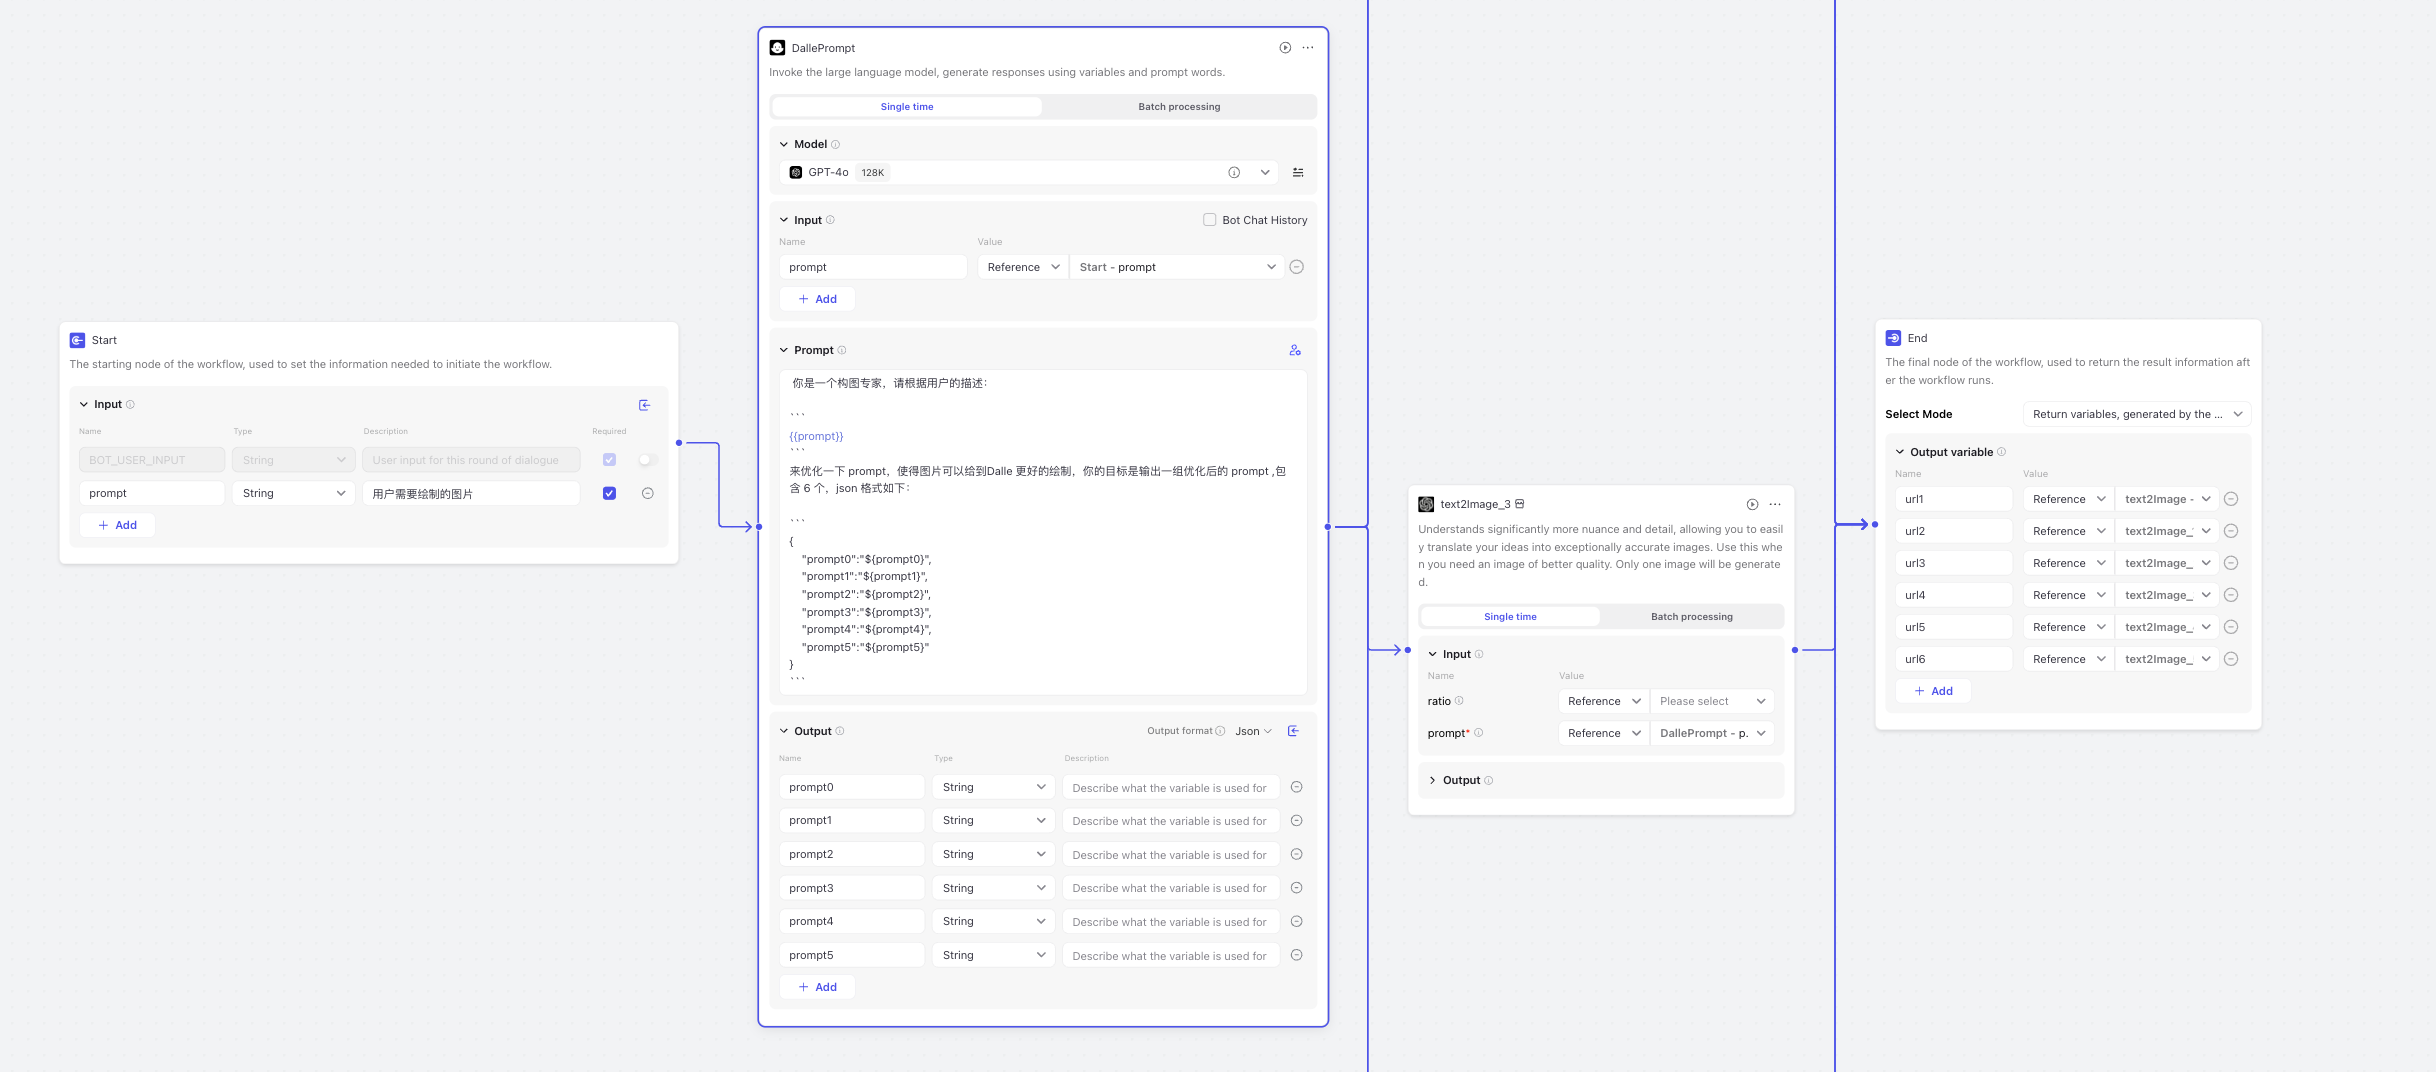 Start
The starting node of the workflow, used to set the information needed to initiate the workflow.
Input
Name Type Description Required
BOT_USER_INPUT String User input for this round of dialogue
prompt String 用户需要绘制的图片
+ Add
DallePrompt
Invoke the large language model, generate responses using variables and prompt words.
Single time Batch processing
Model
GPT-4o 128K
Input Bot Chat History
Name Value
prompt Reference Start - prompt
+ Add
Prompt
你是一个构图专家，请根据用户的描述：
```
{{prompt}}
```
来优化一下 prompt，使得图片可以给到Dalle 更好的绘制，你的目标是输出一组优化后的 prompt ,包
含 6 个，json 格式如下：
```
{
"prompt0":"${prompt0}",
"prompt1":"${prompt1}",
"prompt2":"${prompt2}",
"prompt3":"${prompt3}",
"prompt4":"${prompt4}",
"prompt5":"${prompt5}"
}
```
Output Output format Json
Name Type Description
prompt0 String Describe what the variable is used for
prompt1 String Describe what the variable is used for
prompt2 String Describe what the variable is used for
prompt3 String Describe what the variable is used for
prompt4 String Describe what the variable is used for
prompt5 String Describe what the variable is used for
+ Add
text2Image_3
Understands significantly more nuance and detail, allowing you to easil
y translate your ideas into exceptionally accurate images. Use this whe
n you need an image of better quality. Only one image will be generate
d.
Single time Batch processing
Input
Name Value
ratio Reference Please select
prompt* Reference DallePrompt - p.
Output
End
The final node of the workflow, used to return the result information aft
er the workflow runs.
Select Mode Return variables, generated by the ...
Output variable
Name Value
url1 Reference text2Image -
url2 Reference text2Image_
url3 Reference text2Image_
url4 Reference text2Image_
url5 Reference text2Image_
url6 Reference text2Image_
+ Add